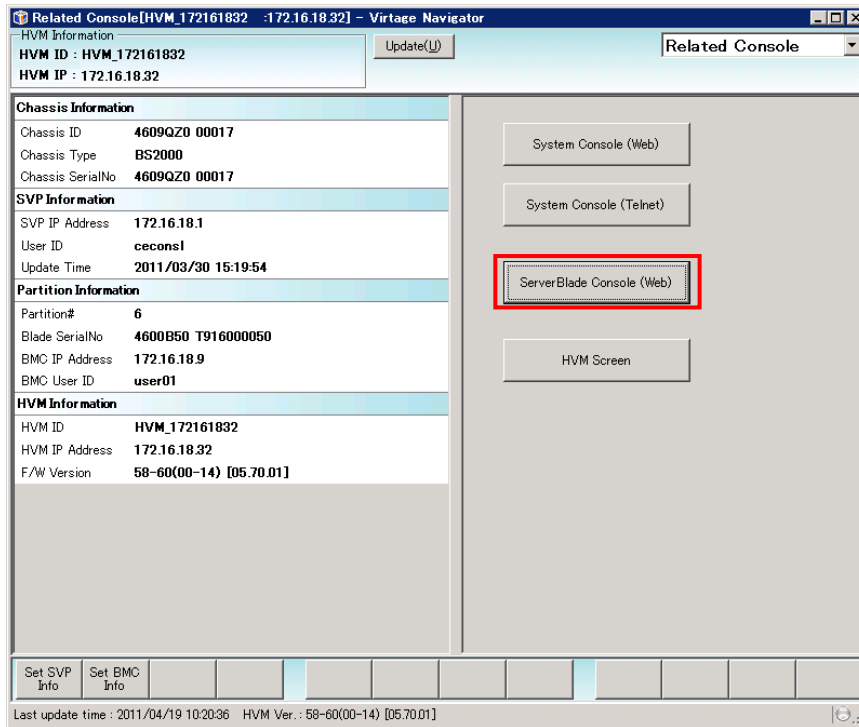 Related Console[HVM_172161832 :172.16.18.32] - Virtage Navigator
HVM Information
HVM ID : HVM_172161832
HVM IP : 172.16.18.32
Update(U)
Related Console
Chassis Information
Chassis ID 4609QZ0 00017
Chassis Type BS2000
Chassis SerialNo 4609QZ0 00017
SVP Information
SVP IP Address 172.16.18.1
User ID ceconsl
Update Time 2011/03/30 15:19:54
Partition Information
Partition# 6
Blade SerialNo 4600B50 T916000050
BMC IP Address 172.16.18.9
BMC User ID user01
HVM Information
HVM ID HVM_172161832
HVM IP Address 172.16.18.32
F/W Version 58-60(00-14) [05.70.01]
System Console (Web)
System Console (Telnet)
ServerBlade Console (Web)
HVM Screen
Set SVP Info
Set BMC Info
Last update time : 2011/04/19 10:20:36 HVM Ver. : 58-60(00-14) [05.70.01]